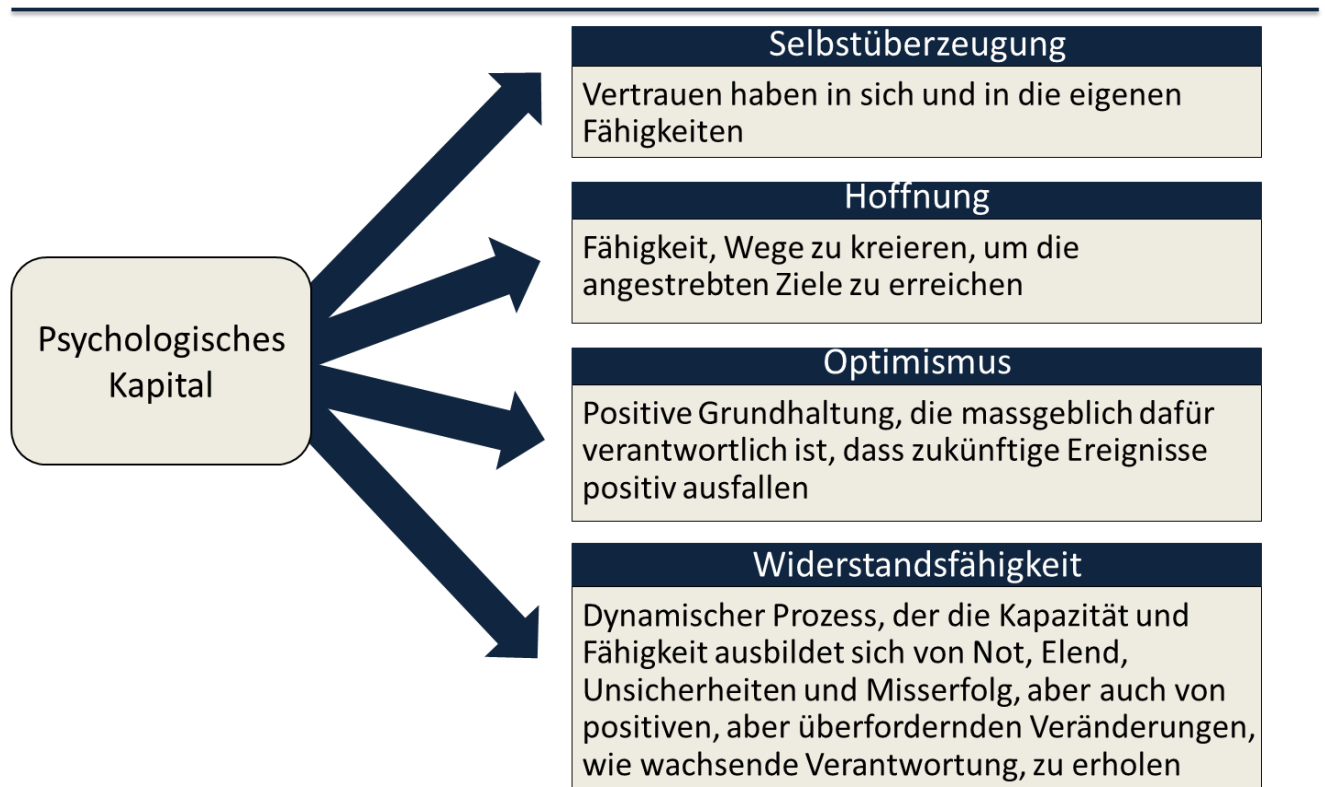 Psychologisches
Kapital
Selbstüberzeugung
Vertrauen haben in sich und in die eigenen
Fähigkeiten
Hoffnung
Fähigkeit, Wege zu kreieren, um die
angestrebten Ziele zu erreichen
Optimismus
Positive Grundhaltung, die massgeblich dafür
verantwortlich ist, dass zukünftige Ereignisse
positiv ausfallen
Widerstandsfähigkeit
Dynamischer Prozess, der die Kapazität und
Fähigkeit ausbildet sich von Not, Elend,
Unsicherheiten und Misserfolg, aber auch von
positiven, aber überfordernden Veränderungen,
wie wachsende Verantwortung, zu erholen